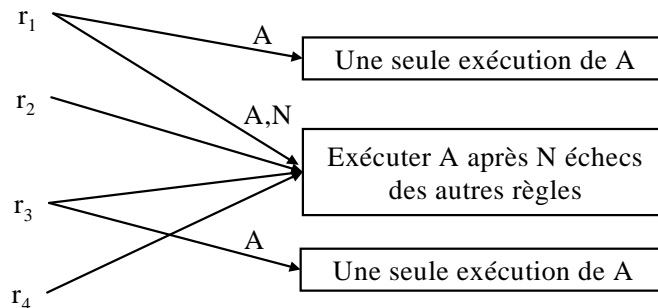 r1
A
Une seule exécution de A
r2
A,N
Exécuter A après N échecs
des autres règles
r3
A
Une seule exécution de A
r4